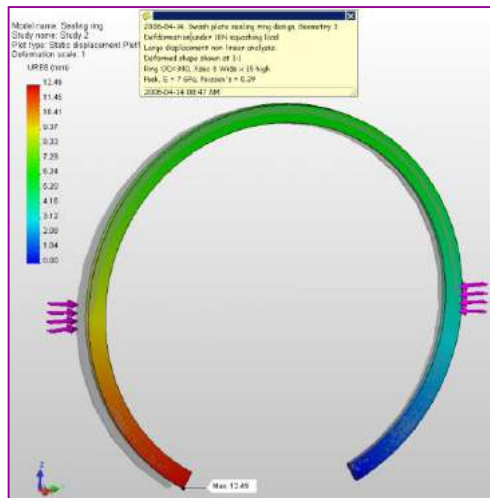 Model name: Sealing ring
Study name: Study 2
Plot type: Static displacement Plot1
Deformation scale: 1
URES (mm)
12.49
11.45
10.41
9.37
8.33
7.29
6.24
5.20
4.16
3.12
2.08
1.04
0.00
2006-04-14. Swash plate sealing ring design, Geometry
Deformation under 10N squashing load
Large displacement non linear analysis.
Deformed shape shown at 1:1
Ring OD=340, Xsec 6 Wide x 15 high
Peek, E = 7 GPa, Poisson's = 0.39
2006-04-14 08:47 AM
Max: 12.49
Z